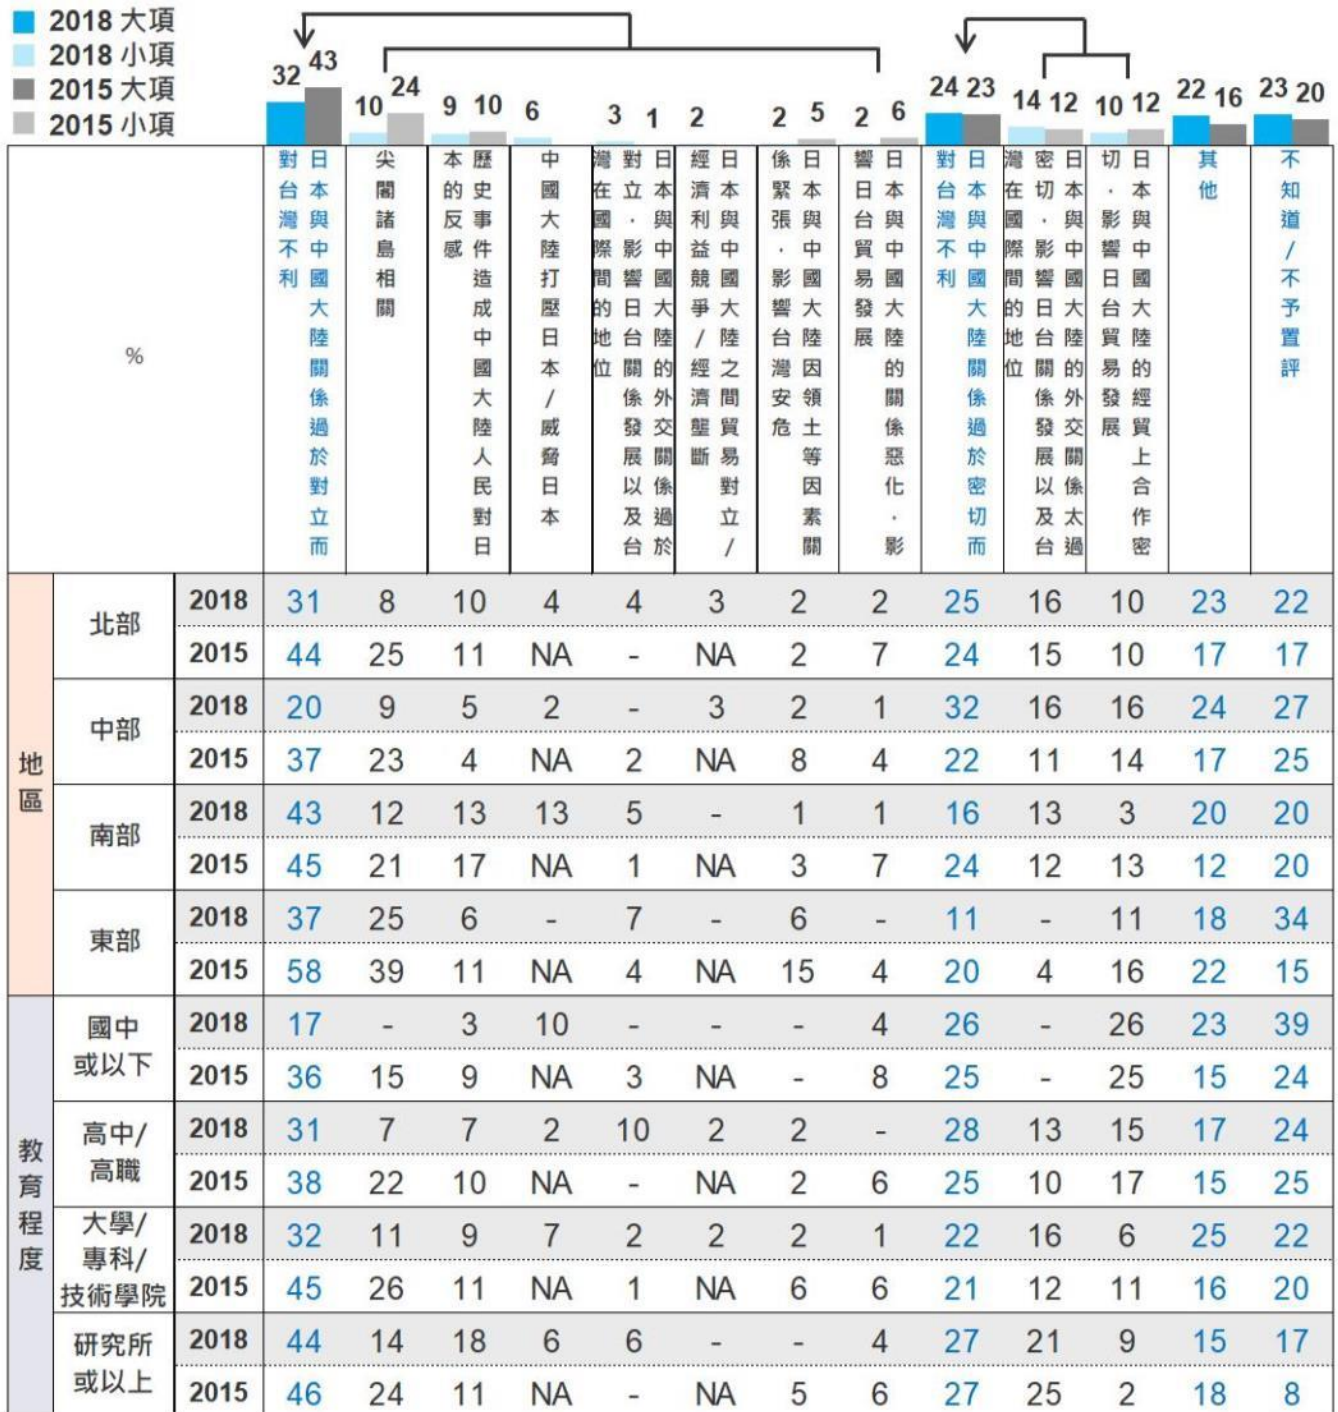 2018 大項
2018 小項
2015 大項
2015 小項
32 43 10 24 9 10 6 3 1 2 2 5 2 6 24 23 14 12 10 12 22 16 23 20
%
日本與中國大陸關係過於對立而
對台灣不利
尖閣諸島相關
歷史事件造成中國大陸人民對日
本的反感
中國大陸打壓日本/威脅日本
日本與中國大陸的外交關係過於
對立·影響日台關係發展以及台
灣在國際間的地位
日本與中國大陸之間貿易對立/
經濟利益競爭/經濟壟斷
日本與中國大陸因領土等因素關
係緊張·影響台灣安危
日本與中國大陸的關係惡化·影
響日台貿易發展
日本與中國大陸關係過於密切而
對台灣不利
日本與中國大陸的外交關係太過
密切·影響日台關係發展以及台
灣在國際間的地位
日本與中國大陸的經貿上合作密
切·影響日台貿易發展
其他
不知道/不予置評
地區
北部
2018 31 8 10 4 4 3 2 2 25 16 10 23 22
2015 44 25 11 NA - NA 2 7 24 15 10 17 17
中部
2018 20 9 5 2 - 3 2 1 32 16 16 24 27
2015 37 23 4 NA 2 NA 8 4 22 11 14 17 25
南部
2018 43 12 13 13 5 - 1 1 16 13 3 20 20
2015 45 21 17 NA 1 NA 3 7 24 12 13 12 20
東部
2018 37 25 6 - 7 - 6 - 11 - 11 18 34
2015 58 39 11 NA 4 NA 15 4 20 4 16 22 15
教育程度
國中
或以下
2018 17 - 3 10 - - - 4 26 - 26 23 39
2015 36 15 9 NA 3 NA - 8 25 - 25 15 24
高中/
高職
2018 31 7 7 2 10 2 2 - 28 13 15 17 24
2015 38 22 10 NA - NA 2 6 25 10 17 15 25
大學/
專科/
技術學院
2018 32 11 9 7 2 2 2 1 22 16 6 25 22
2015 45 26 11 NA 1 NA 6 6 21 12 11 16 20
研究所
或以上
2018 44 14 18 6 6 - - 4 27 21 9 15 17
2015 46 24 11 NA - NA 5 6 27 25 2 18 8